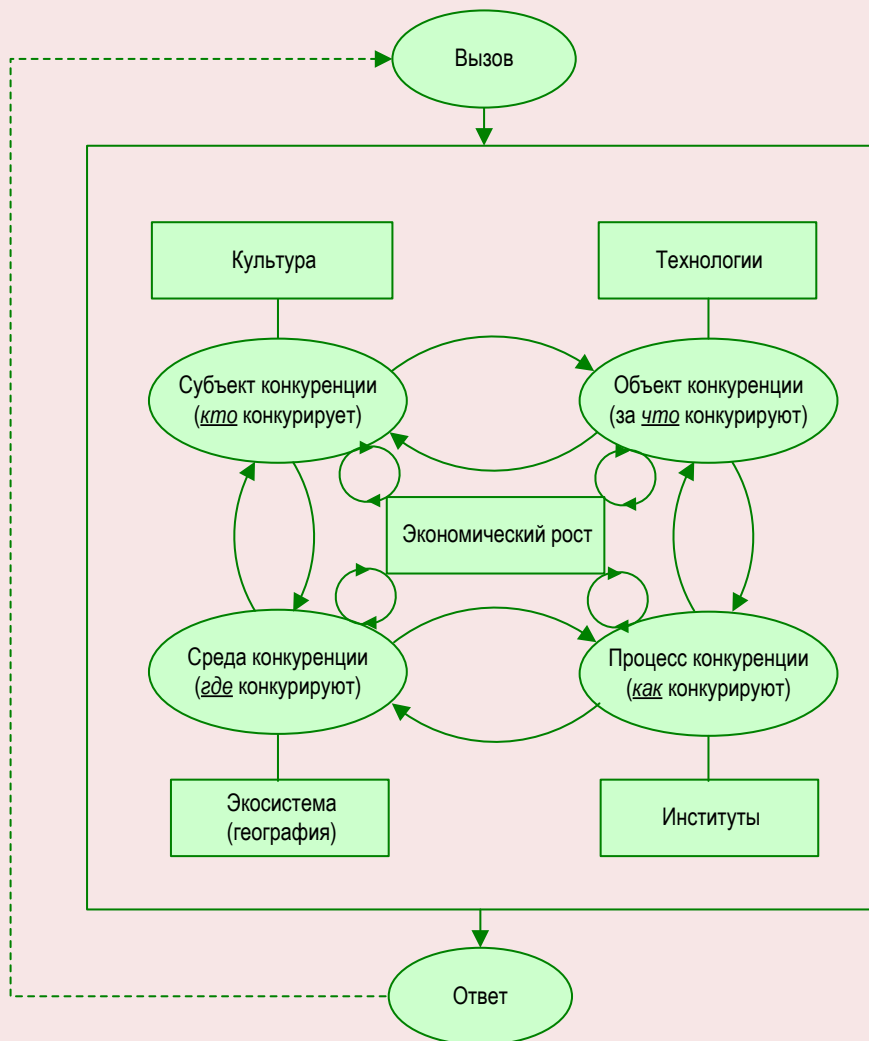 Вызов
Культура
Технологии
Субъект конкуренции
(кто конкурирует)
Объект конкуренции
(за что конкурируют)
Экономический рост
Среда конкуренции
(где конкурируют)
Процесс конкуренции
(как конкурируют)
Экосистема
(география)
Институты
Ответ